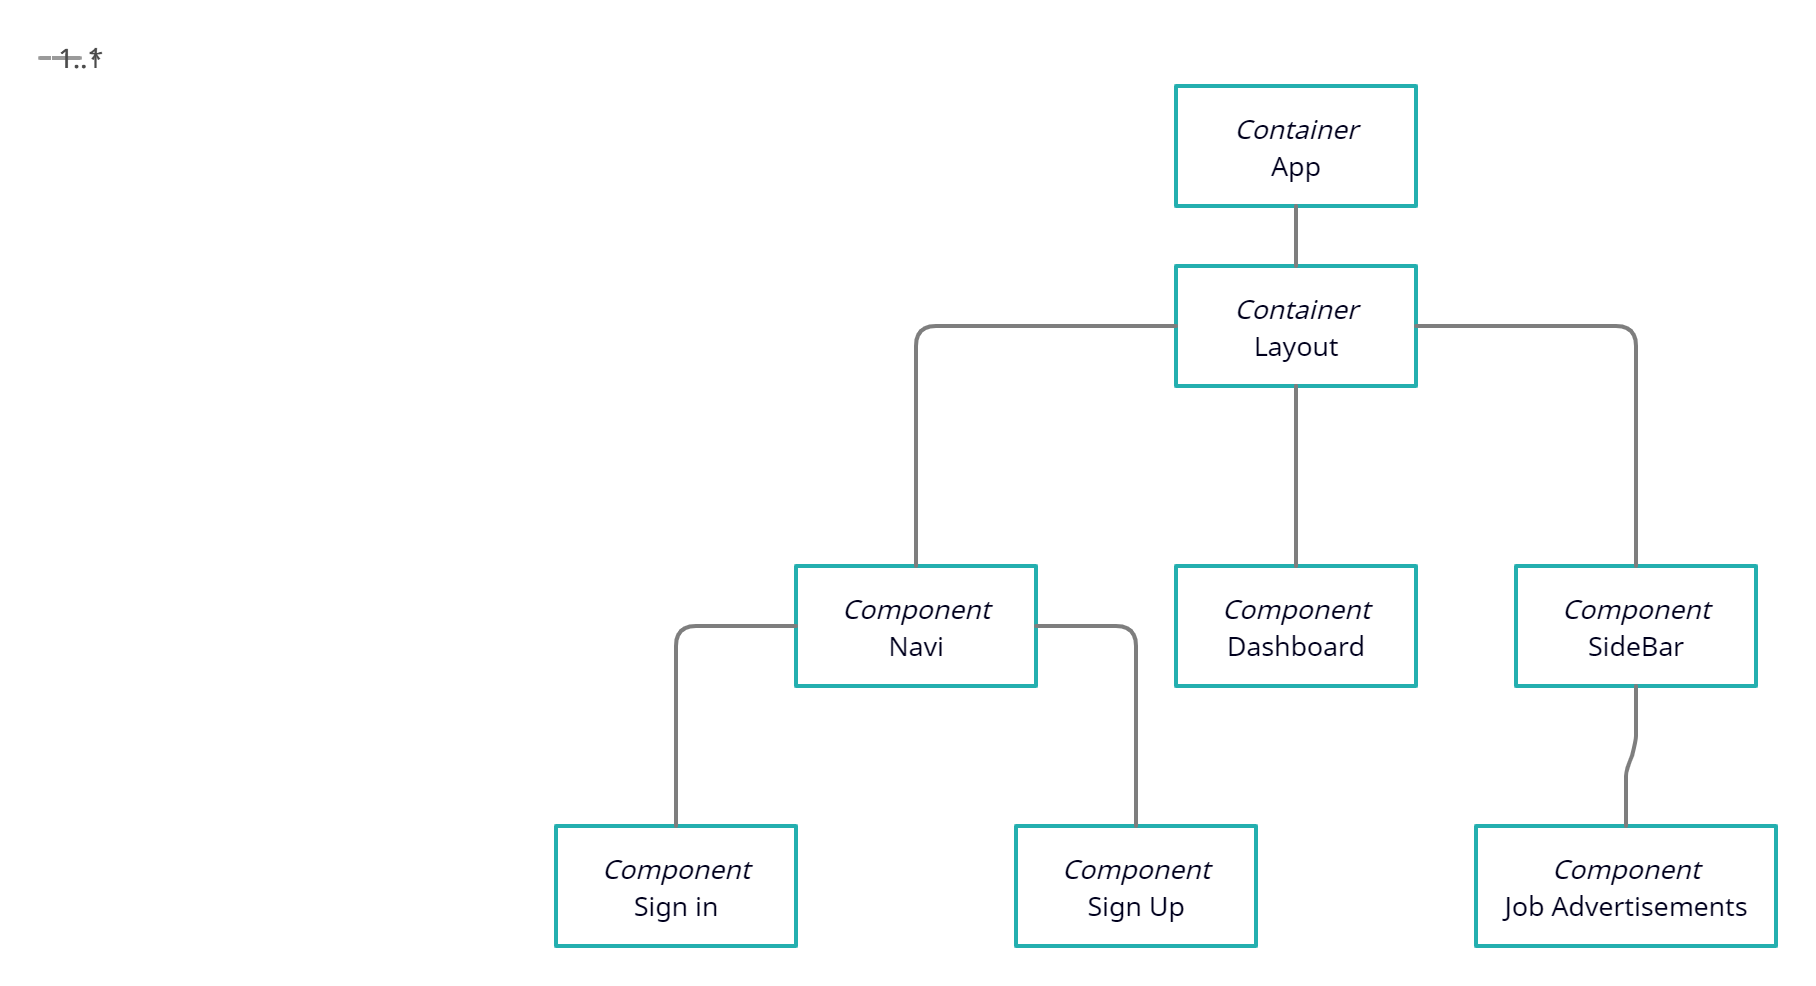 1..*
Container
App
Container
Layout
Component
Navi
Component
Dashboard
Component
SideBar
Component
Sign in
Component
Sign Up
Component
Job Advertisements